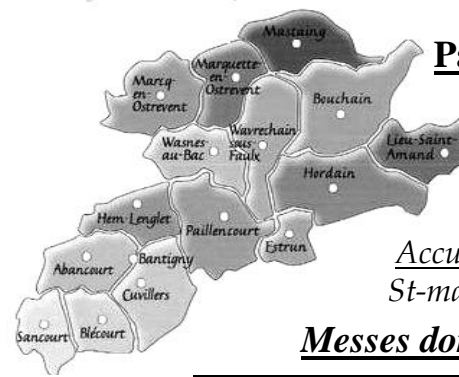 Mastaing
Marquette-
en-
Ostrevent
Marcq-
en-
Ostrevent
Bouchain
Wavrechain
sous-
Faulx
Wasnes-
au-Bac
Lieu-Saint-
Amand
Hordain
Hem-Lenglet
Paillencourt
Estrun
Abancourt
Bantigny
Cuvillers
Sancourt
Blécourt